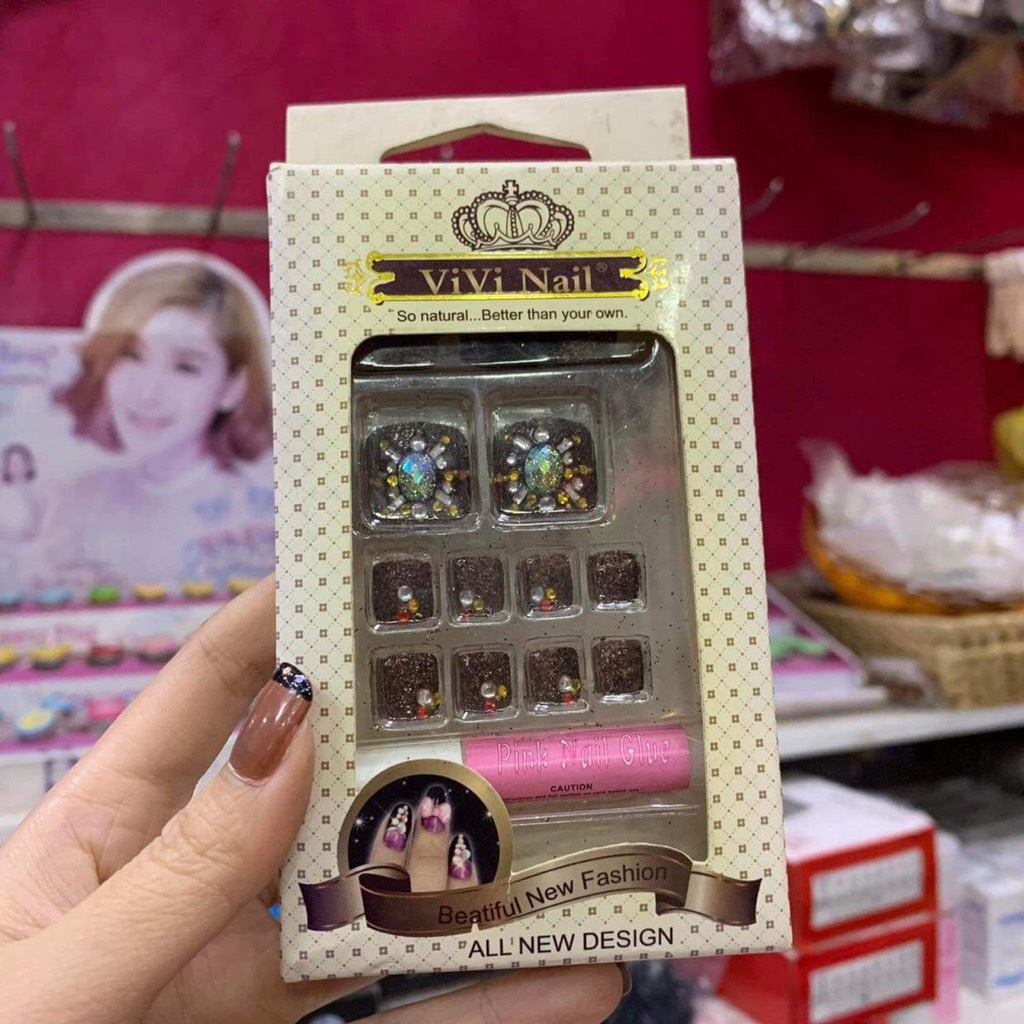 ViVi Nail®
So natural...Better than your own.
Pink Nail Glue
CAUTION
Beatiful New Fashion
ALL NEW DESIGN